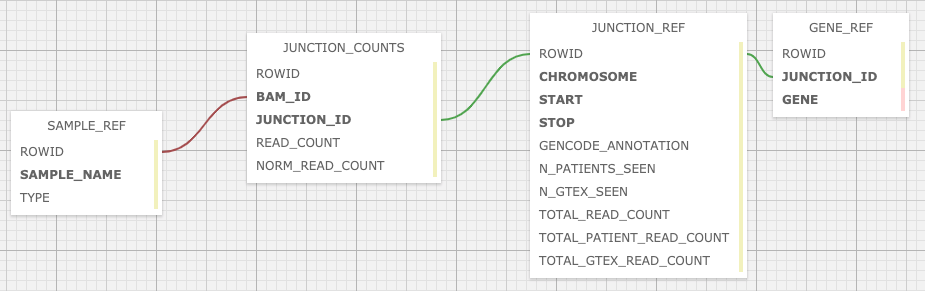 SAMPLE_REF
ROWID
SAMPLE_NAME
TYPE
JUNCTION_COUNTS
ROWID
BAM_ID
JUNCTION_ID
READ_COUNT
NORM_READ_COUNT
JUNCTION_REF
ROWID
CHROMOSOME
START
STOP
GENCODE_ANNOTATION
N_PATIENTS_SEEN
N_GTEX_SEEN
TOTAL_READ_COUNT
TOTAL_PATIENT_READ_COUNT
TOTAL_GTEX_READ_COUNT
GENE_REF
ROWID
JUNCTION_ID
GENE